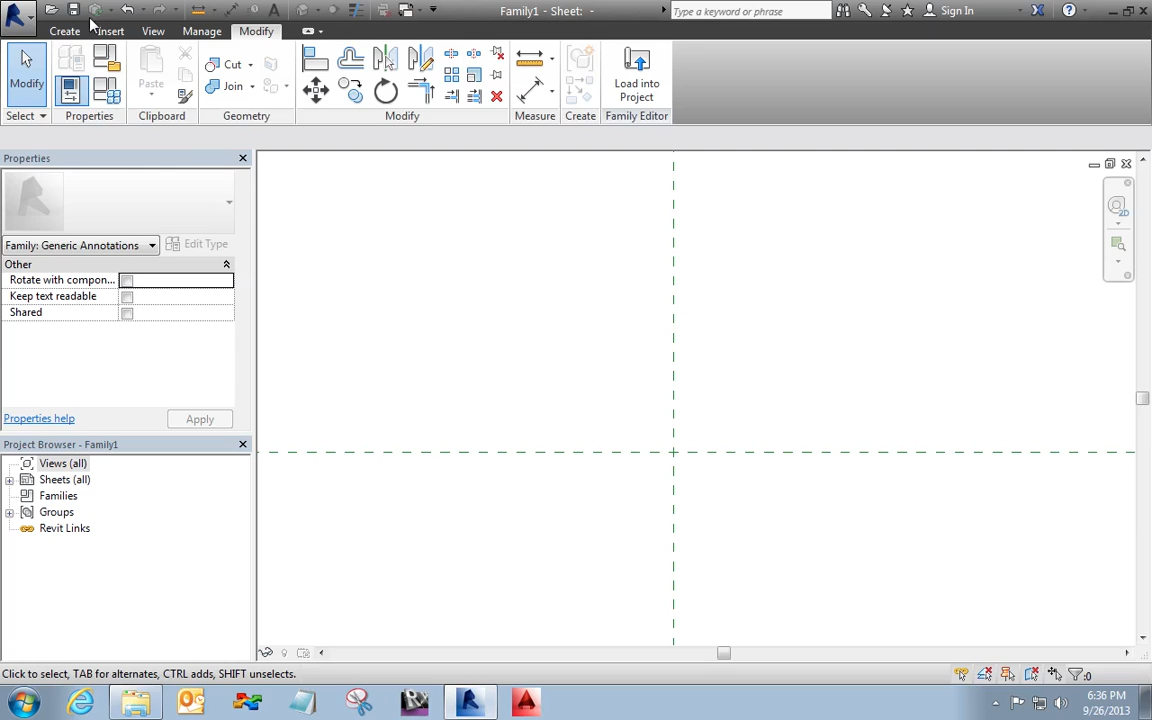 Family1 - Sheet: -
Type a keyword or phrase
Sign In
Create
Insert
View
Manage
Modify
Modify
Paste
Cut
Join
Load into
Project
Select
Properties
Clipboard
Geometry
Modify
Measure
Create
Family Editor
Properties
Family: Generic Annotations
Edit Type
Other
Rotate with compon...
Keep text readable
Shared
Properties help
Apply
Project Browser - Family1
Views (all)
Sheets (all)
Families
Groups
Revit Links
2D
Click to select, TAB for alternates, CTRL adds, SHIFT unselects.
:0
6:36 PM
9/26/2013